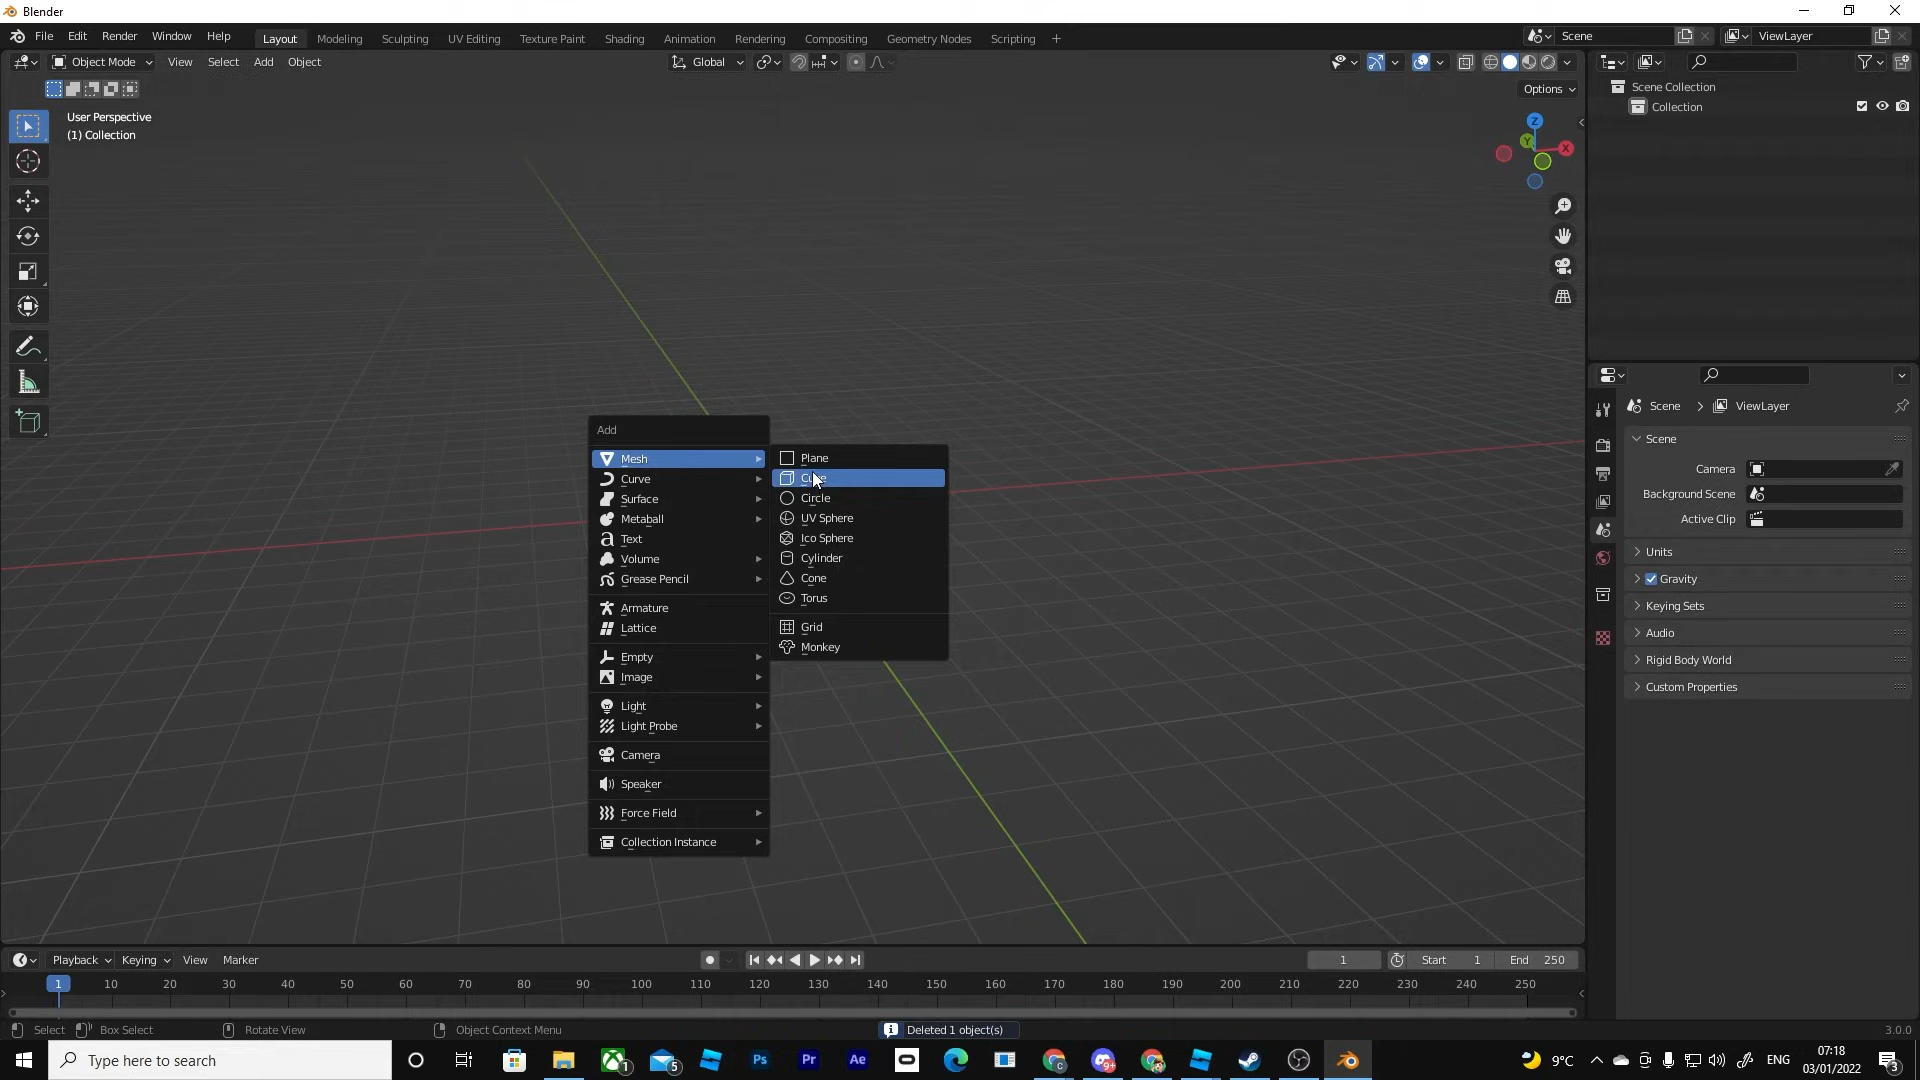 Blender
File Edit Render Window Help Layout Modeling Sculpting UV Editing Texture Paint Shading Animation Rendering Compositing Geometry Nodes Scripting + Scene ViewLayer
Object Mode View Select Add Object Global
Options
User Perspective
(1) Collection
Z
Y
X
Scene Collection
Collection
Scene > ViewLayer
Scene
Camera
Background Scene
Active Clip
Units
Gravity
Keying Sets
Audio
Rigid Body World
Custom Properties
Add
Mesh
Curve
Surface
Metaball
Text
Volume
Grease Pencil
Armature
Lattice
Empty
Image
Light
Light Probe
Camera
Speaker
Force Field
Collection Instance
Plane
Circle
UV Sphere
Ico Sphere
Cylinder
Cone
Torus
Grid
Monkey
Playback Keying View Marker 1 Start 1 End 250
1 10 20 30 40 50 60 70 80 90 100 110 120 130 140 150 160 170 180 190 200 210 220 230 240 250
Select Box Select Rotate View Object Context Menu Deleted 1 object(s) 3.0.0
Type here to search 1 5 Ps Pr Ae 9+ 9°C ENG 07:18
03/01/2022 3